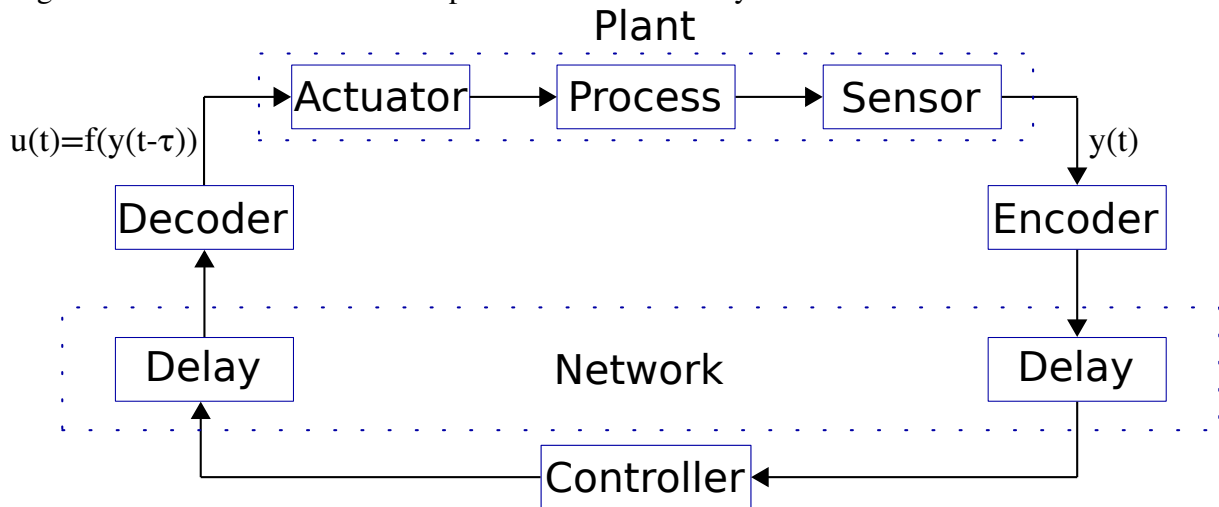 Plant
Actuator
Process
Sensor
u(t)=f(y(t-τ))
y(t)
Decoder
Encoder
Delay
Network
Delay
Controller